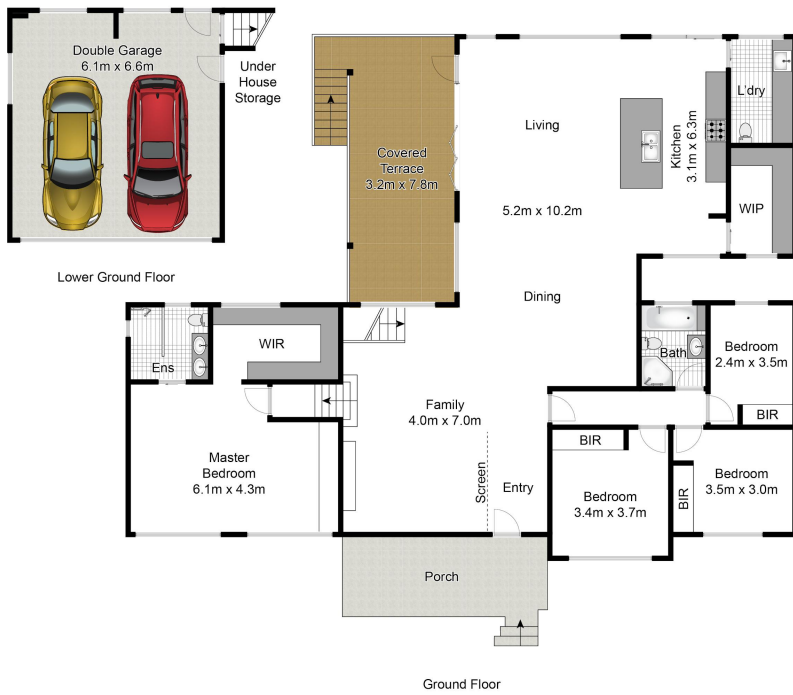 Double Garage
6.1m x 6.6m
Under
House
Storage
Lower Ground Floor
Covered
Terrace
3.2m x 7.8m
Living
5.2m x 10.2m
Dining
Kitchen
3.1m x 6.3m
L'dry
WIP
Ens
WIR
Master
Bedroom
6.1m x 4.3m
Family
4.0m x 7.0m
Screen
Entry
Bath
Bedroom
2.4m x 3.5m
BIR
BIR
Bedroom
3.4m x 3.7m
BIR
Bedroom
3.5m x 3.0m
Porch
Ground Floor